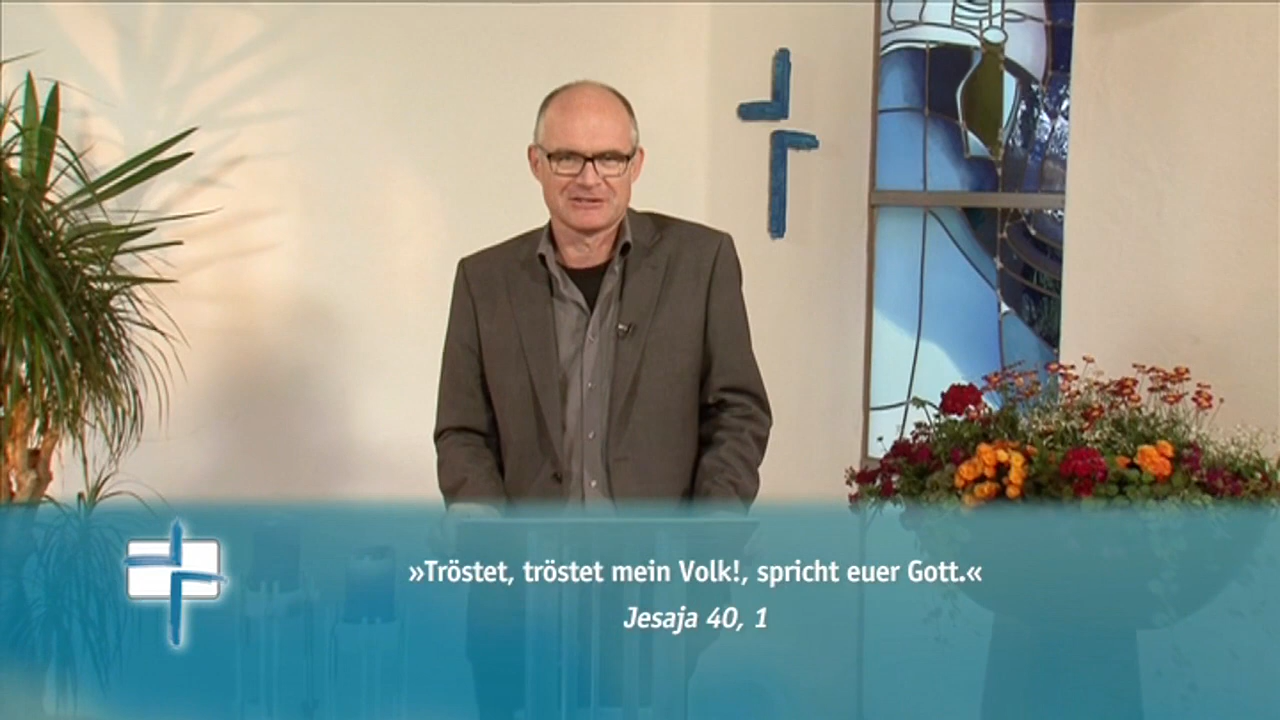 »Tröstet, tröstet mein Volk!, spricht euer Gott.«
Jesaja 40, 1